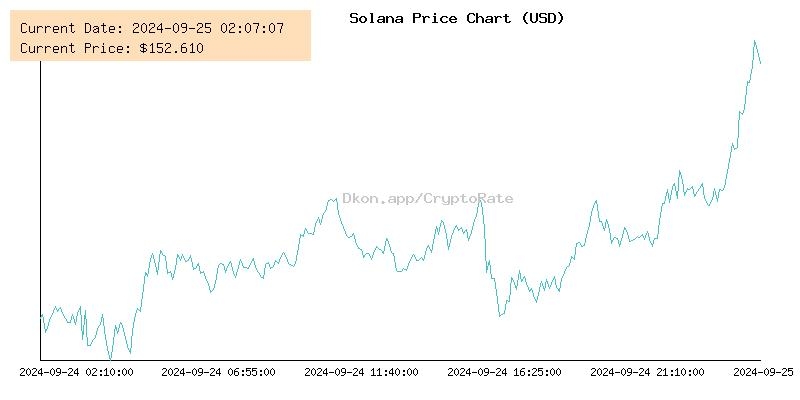 Solana Price Chart (USD)
Current Date: 2024-09-25 02:07:07
Current Price: $152.610
Dkon.app/CryptoRate
2024-09-24 02:10:00 2024-09-24 06:55:00 2024-09-24 11:40:00 2024-09-24 16:25:00 2024-09-24 21:10:00 2024-09-25